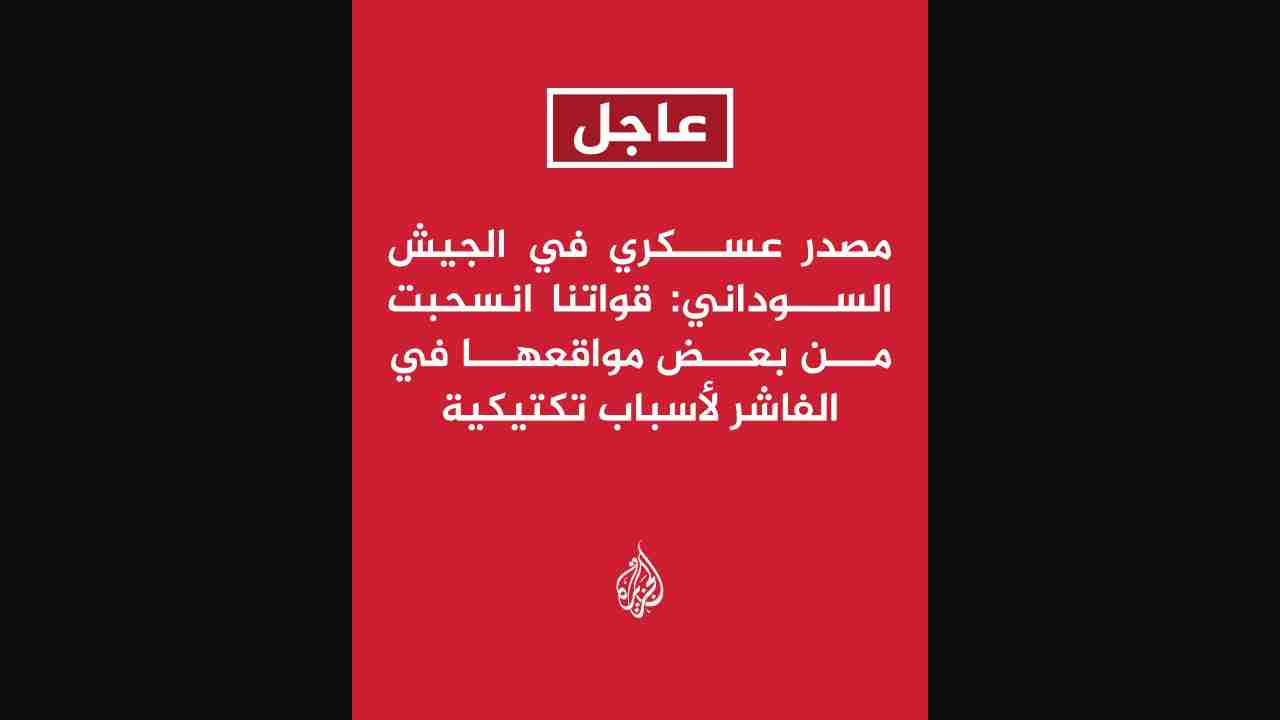 عاجل
مصدر عسكري في الجيش
السوداني: قواتنا انسحبت
من بعض مواقعها في
الفاشر لأسباب تكتيكية
الجزيرة